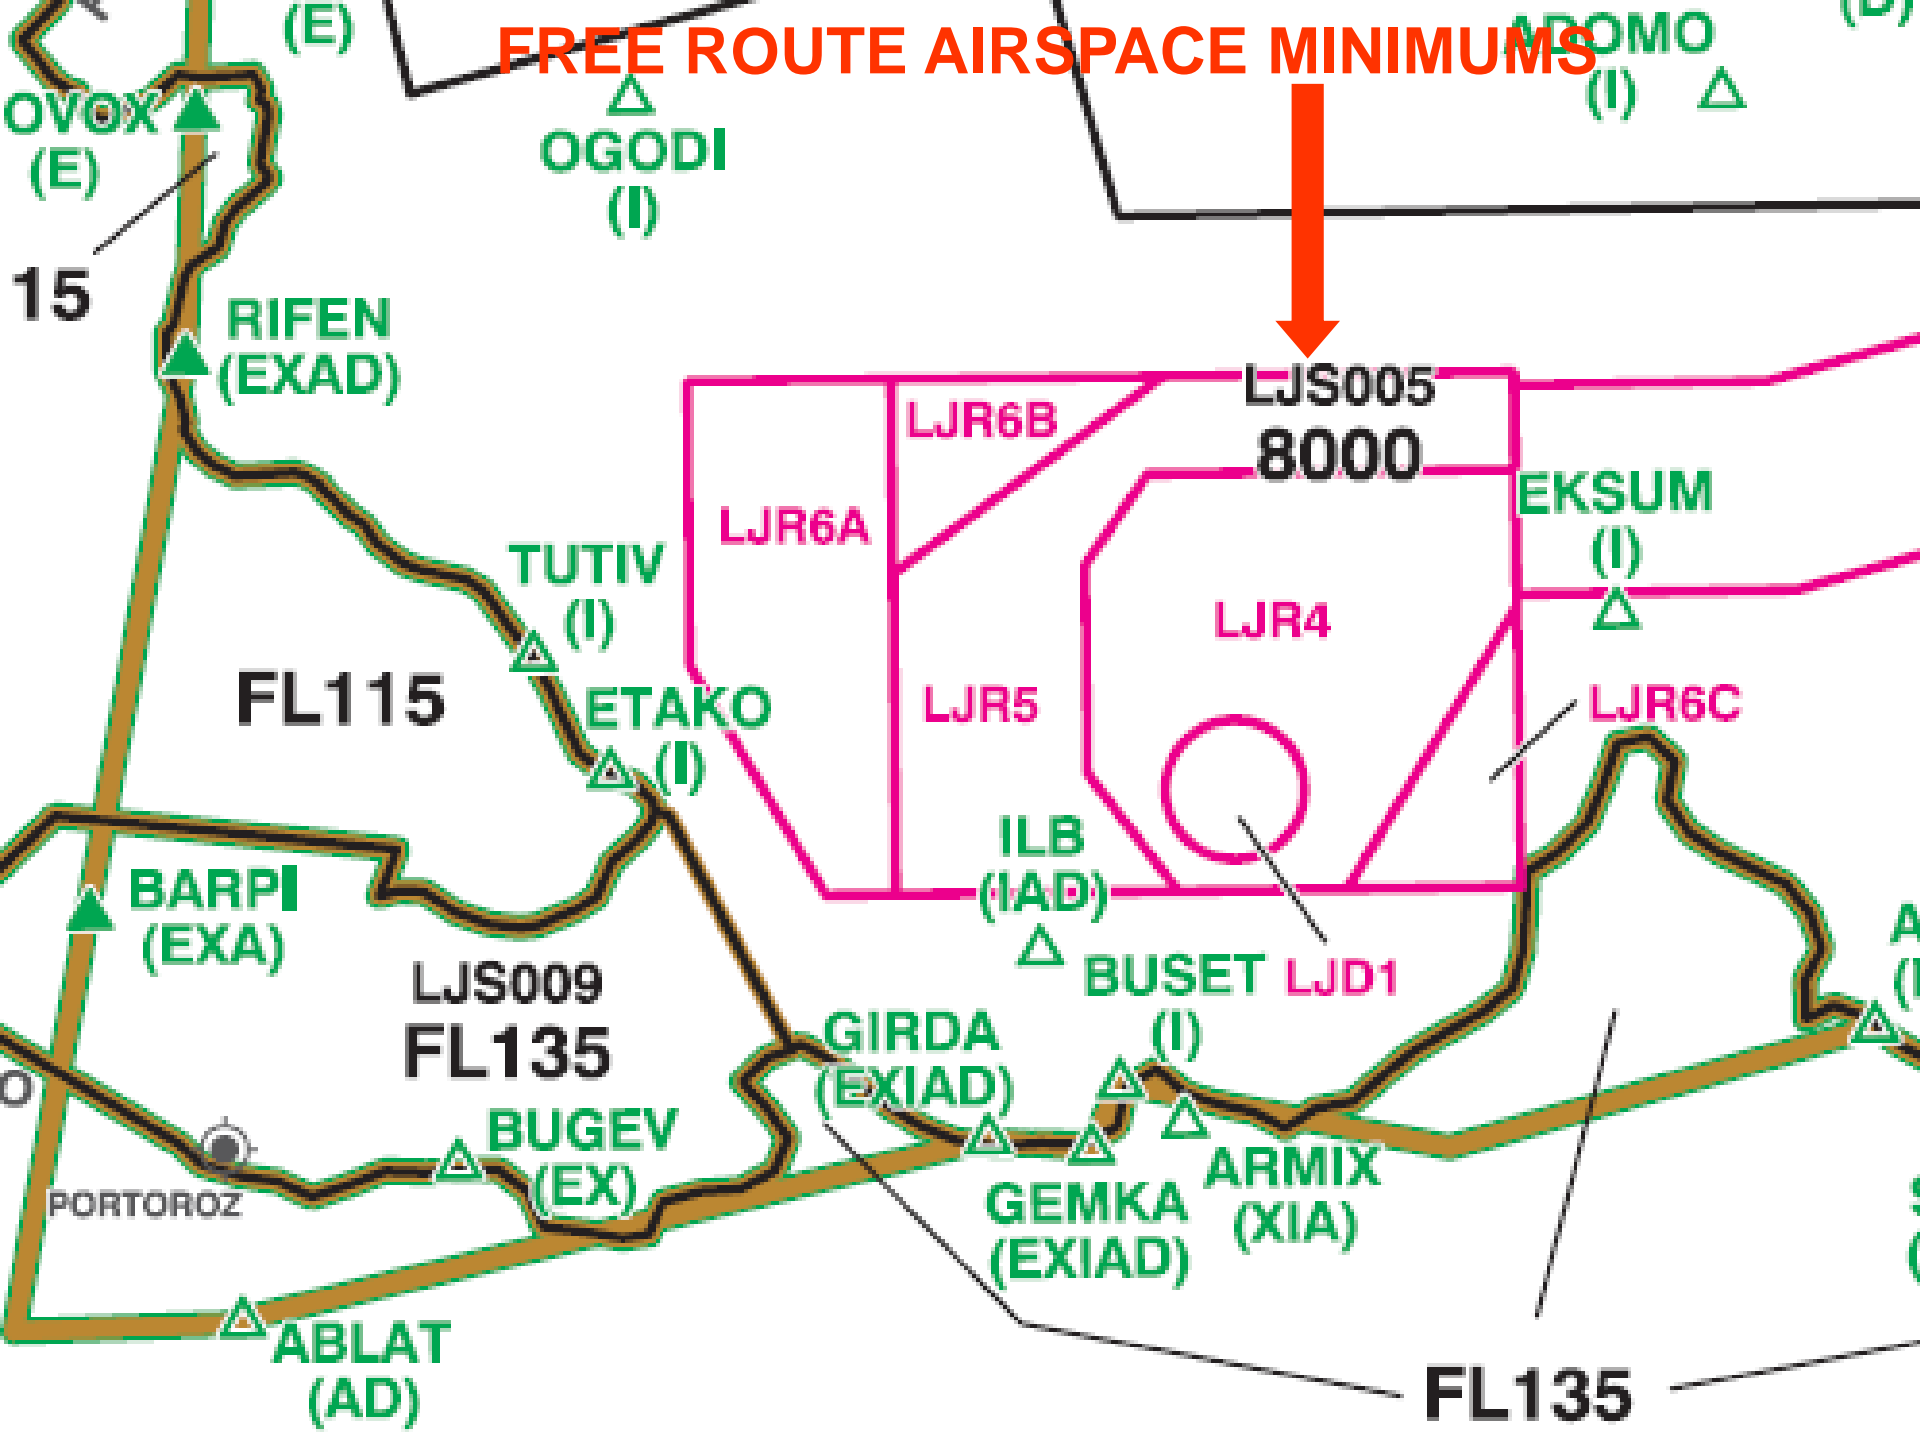 FREE ROUTE AIRSPACE MINIMUMS
(E)
ADOMO
(I)
OVOX
(E)
OGODI
(I)
15
RIFEN
(EXAD)
LJS005
8000
LJR6B
LJR6A
EKSUM
(I)
TUTIV
(I)
LJR4
FL115
ETAKO
(I)
LJR5
LJR6C
ILB
(IAD)
BARPI
(EXA)
LJS009
FL135
BUSET
(I)
LJD1
GIRDA
(EXIAD)
BUGEV
(EX)
PORTOROZ
ARMIX
(XIA)
GEMKA
(EXIAD)
ABLAT
(AD)
FL135